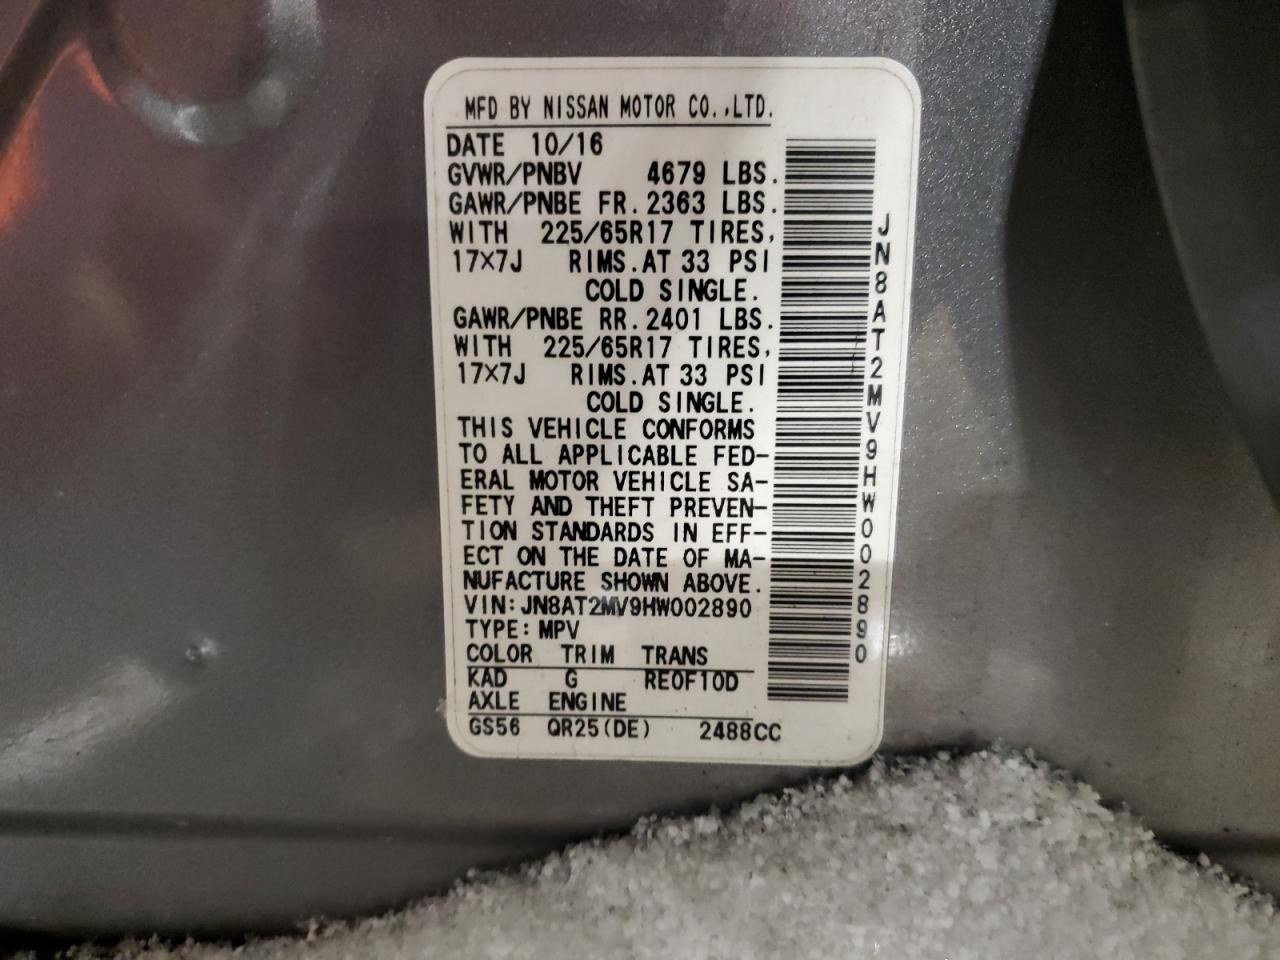 MFD BY NISSAN MOTOR CO.,LTD.
DATE 10/16
GVWR/PNBV 4679 LBS.
GAWR/PNBE FR. 2363 LBS.
WITH 225/65R17 TIRES,
17×7J RIMS. AT 33 PSI
COLD SINGLE.
GAWR/PNBE RR. 2401 LBS.
WITH 225/65R17 TIRES,
17×7J RIMS. AT 33 PSI
COLD SINGLE.
THIS VEHICLE CONFORMS
TO ALL APPLICABLE FED-
ERAL MOTOR VEHICLE SA-
FETY AND THEFT PREVEN-
TION STANDARDS IN EFF-
ECT ON THE DATE OF MA-
NUFACTURE SHOWN ABOVE.
VIN: JN8AT2MV9HW002890
TYPE: MPV
COLOR TRIM TRANS
KAD G RE0F10D
AXLE ENGINE
GS56 QR25(DE) 2488CC
JN8AT2MV9HW002890